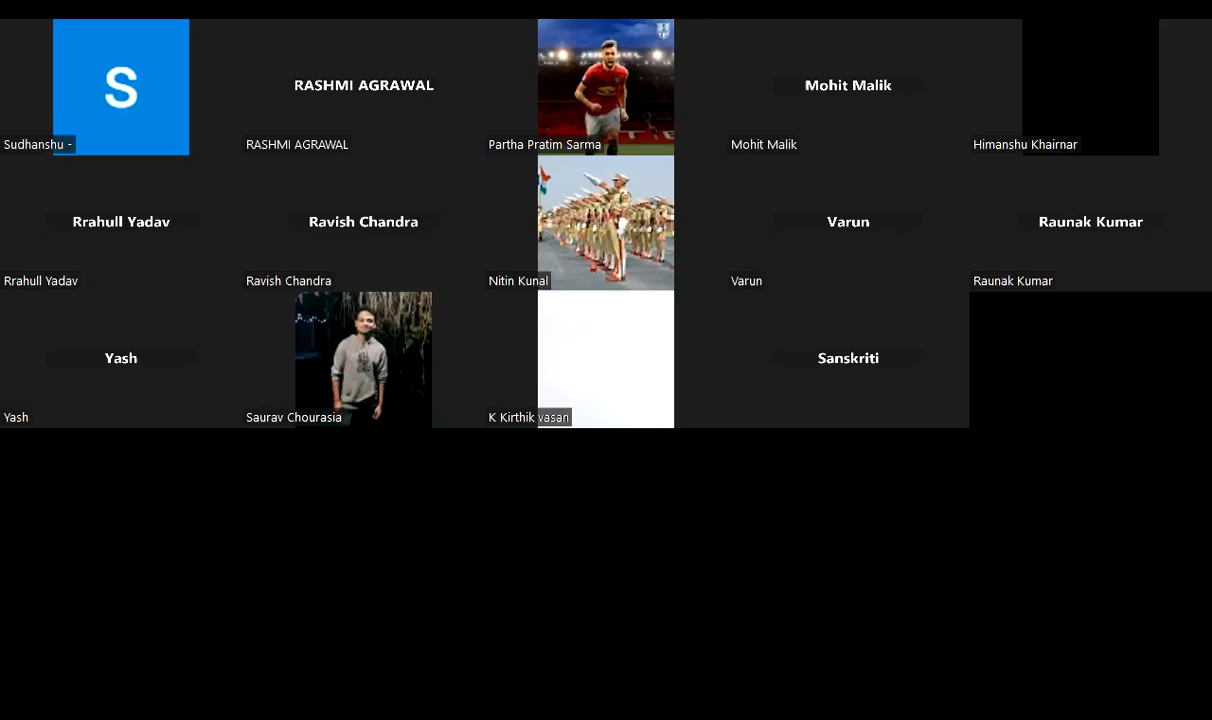 S
Sudhanshu -
RASHMI AGRAWAL
RASHMI AGRAWAL
Partha Pratim Sarma
Mohit Malik
Mohit Malik
Himanshu Khairnar
Rrahull Yadav
Rrahull Yadav
Ravish Chandra
Ravish Chandra
Nitin Kunal
Varun
Varun
Raunak Kumar
Raunak Kumar
Yash
Yash
Saurav Chourasia
K Kirthik vasan
Sanskriti